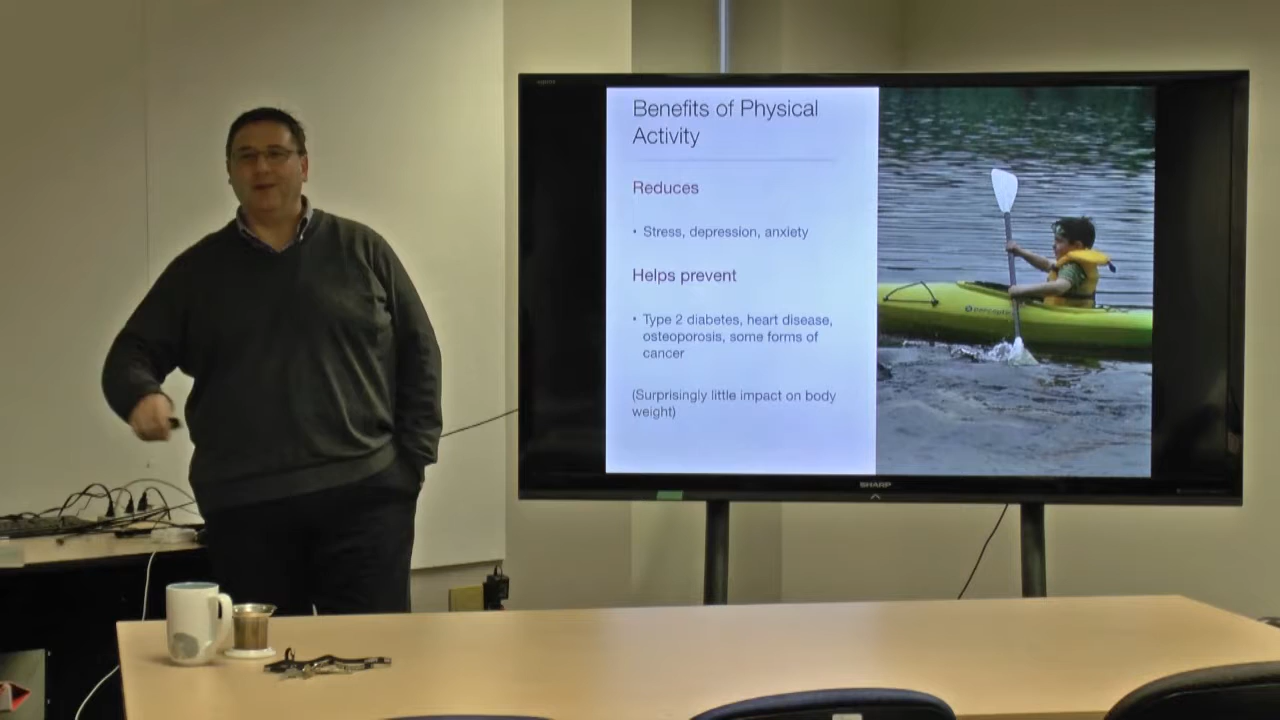 Benefits of Physical
Activity
Reduces
• Stress, depression, anxiety
Helps prevent
• Type 2 diabetes, heart disease,
osteoporosis, some forms of
cancer
(Surprisingly little impact on body
weight)
SHARP